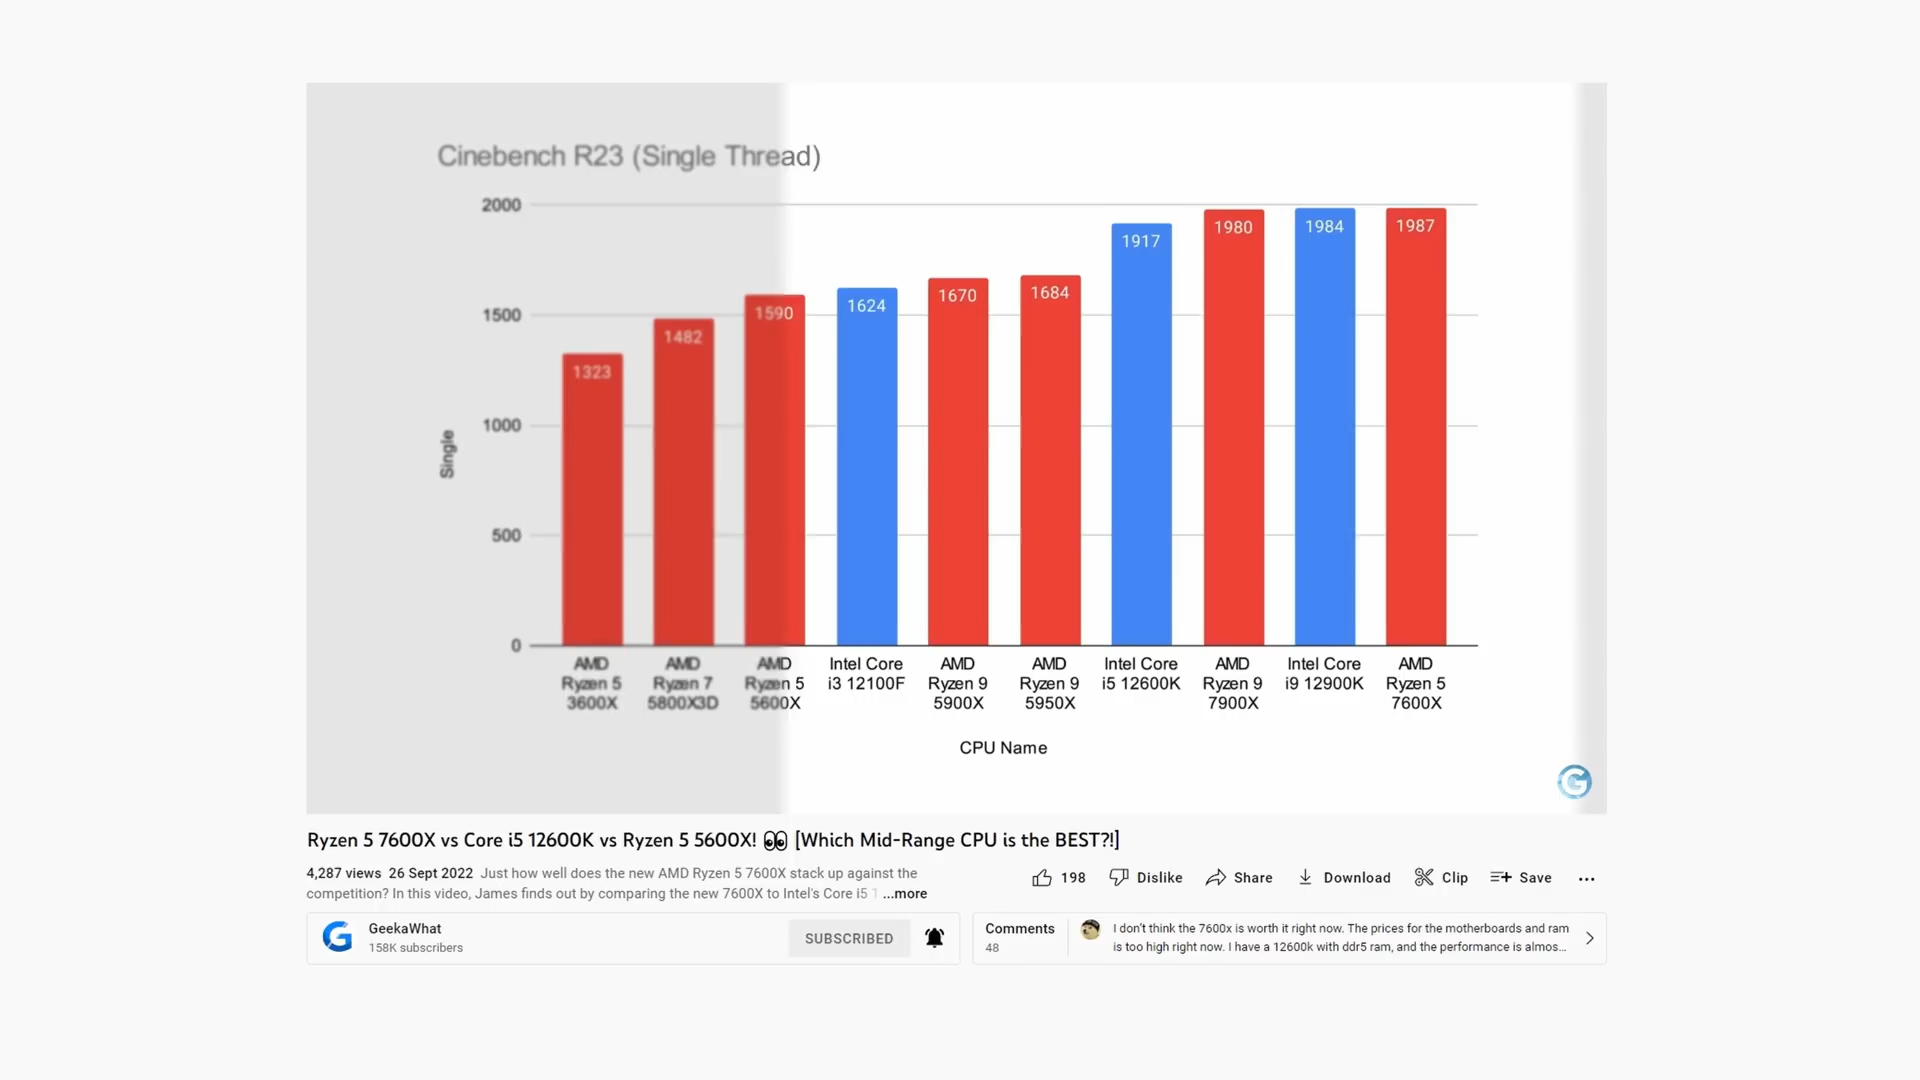 Cinebench R23 (Single Thread)
2000
1500
1000
500
0
Single
1323
1482
1590
1624
1670
1684
1917
1980
1984
1987
AMD
Ryzen 5
3600X
AMD
Ryzen 7
5800X3D
AMD
Ryzen 5
5600X
Intel Core
i3 12100F
AMD
Ryzen 9
5900X
AMD
Ryzen 9
5950X
Intel Core
i5 12600K
AMD
Ryzen 9
7900X
Intel Core
i9 12900K
AMD
Ryzen 5
7600X
CPU Name
G
Ryzen 5 7600X vs Core i5 12600K vs Ryzen 5 5600X! 👀 [Which Mid-Range CPU is the BEST?!]
4,287 views 26 Sept 2022 Just how well does the new AMD Ryzen 5 7600X stack up against the
competition? In this video, James finds out by comparing the new 7600X to Intel's Core i5 1 ...more
198 Dislike Share Download Clip Save ...
G
GeekaWhat
158K subscribers
SUBSCRIBED
Comments
48
I don't think the 7600x is worth it right now. The prices for the motherboards and ram
is too high right now. I have a 12600k with ddr5 ram, and the performance is almos...